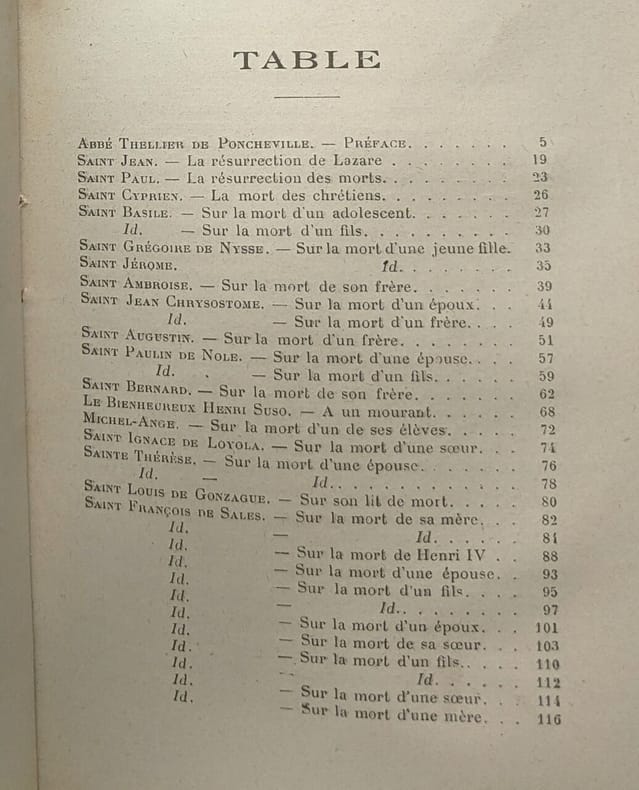 TABLE
ABBÉ THELLIER DE PONCHEVILLE. — PRÉFACE. . . . . . . 5
SAINT JEAN. — La résurrection de Lazare . . . . . . . 19
SAINT PAUL. — La résurrection des morts. . . . . . . . 23
SAINT CYPRIEN. — La mort des chrétiens. . . . . . . . 26
SAINT BASILE. — Sur la mort d'un adolescent. . . . . . 27
Id. — Sur la mort d'un fils. . . . . . . . . 30
SAINT GRÉGOIRE DE NYSSE. — Sur la mort d'une jeune fille. 33
SAINT JÉROME. Id. . . . . . . . 35
SAINT AMBROISE. — Sur la mort de son frère. . . . . . 39
SAINT JEAN CHRYSOSTOME. — Sur la mort d'un époux. . . 44
Id. — Sur la mort d'un frère. . . 49
SAINT AUGUSTIN. — Sur la mort d'un frère. . . . . . . 51
SAINT PAULIN DE NOLE. — Sur la mort d'une épouse. . . 57
Id. — Sur la mort d'un fils. . . . . . 59
SAINT BERNARD. — Sur la mort de son frère. . . . . . . 62
LE BIENHEUREUX HENRI SUSO. — A un mourant. . . . . . 68
MICHEL-ANGE. — Sur la mort d'un de ses élèves. . . . . 72
SAINT IGNACE DE LOYOLA. — Sur la mort d'une sœur. . 74
SAINTE THÉRÈSE. — Sur la mort d'une épouse. . . . . . 76
Id. — Id. . . . . . . . . . . 78
SAINT LOUIS DE GONZAGUE. — Sur son lit de mort. . . . 80
SAINT FRANÇOIS DE SALES. — Sur la mort de sa mère. . . 82
Id. — Id. . . . . . 84
Id. — Sur la mort de Henri IV . . 88
Id. — Sur la mort d'une épouse. . 93
Id. — Sur la mort d'un fils. . . . 95
Id. — Id. . . . . . . . 97
Id. — Sur la mort d'un époux. . . 101
Id. — Sur la mort de sa sœur. . . 103
Id. — Sur la mort d'un fils. . . . . 110
Id. — Id. . . . . . 112
Id. — Sur la mort d'une sœur. . . 114
— Sur la mort d'une mère. . . 116